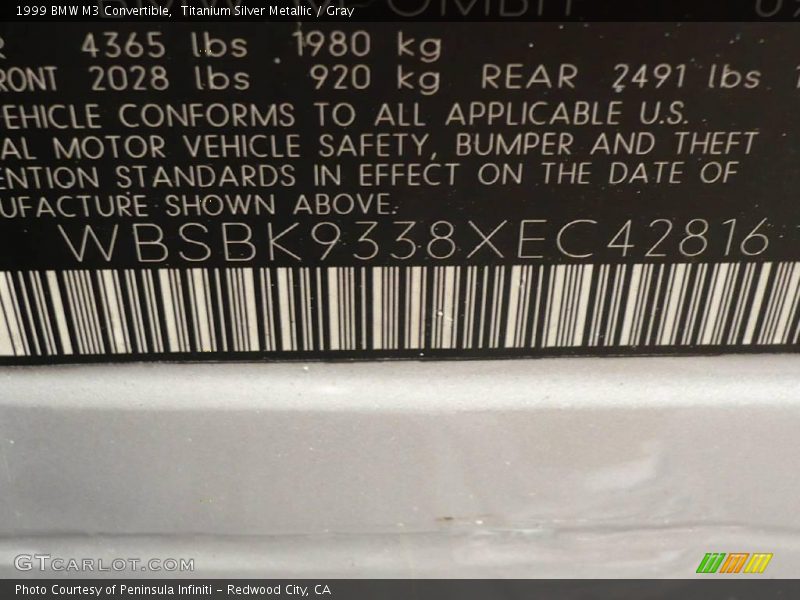 1999 BMW M3 Convertible, Titanium Silver Metallic / Gray
4365 lbs 1980 kg
RONT 2028 lbs 920 kg REAR 2491 lbs 1
EHICLE CONFORMS TO ALL APPLICABLE U.S.
AL MOTOR VEHICLE SAFETY, BUMPER AND THEFT
ENTION STANDARDS IN EFFECT ON THE DATE OF
UFACTURE SHOWN ABOVE.
WBSBK9338XEC42816
GTCARLOT.COM
Photo Courtesy of Peninsula Infiniti - Redwood City, CA